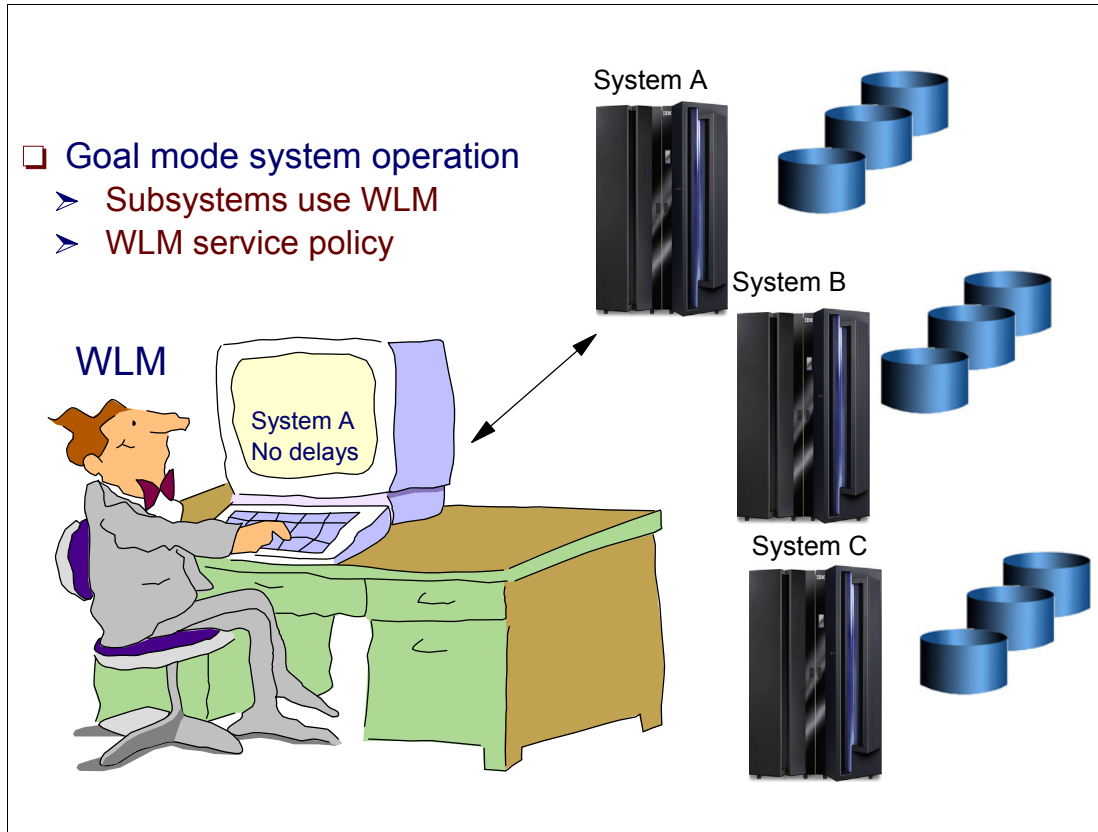 System A
Goal mode system operation
Subsystems use WLM
WLM service policy
System B
WLM
System A
No delays
System C